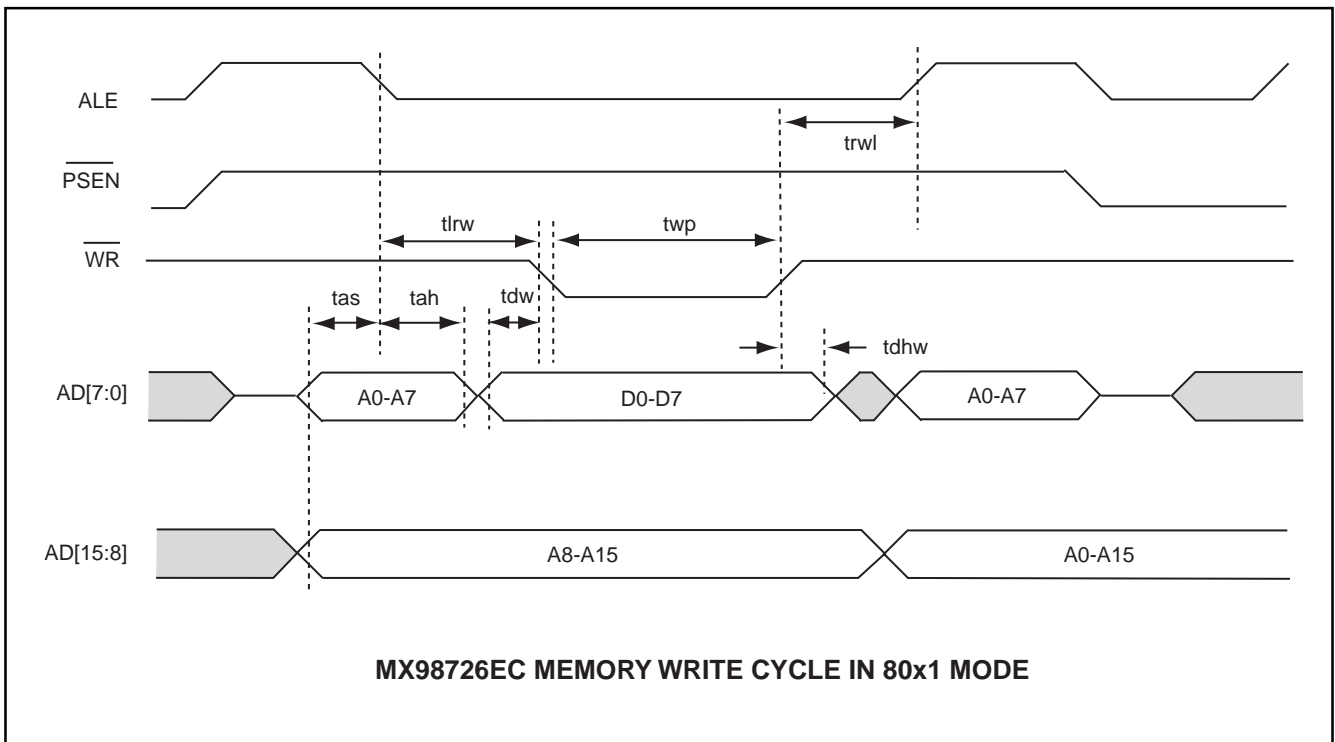 ALE
trwl
PSEN
tlrw
twp
WR
tas
tah
tdw
tdhw
AD[7:0]
A0-A7
D0-D7
A0-A7
AD[15:8]
A8-A15
A0-A15
MX98726EC MEMORY WRITE CYCLE IN 80x1 MODE